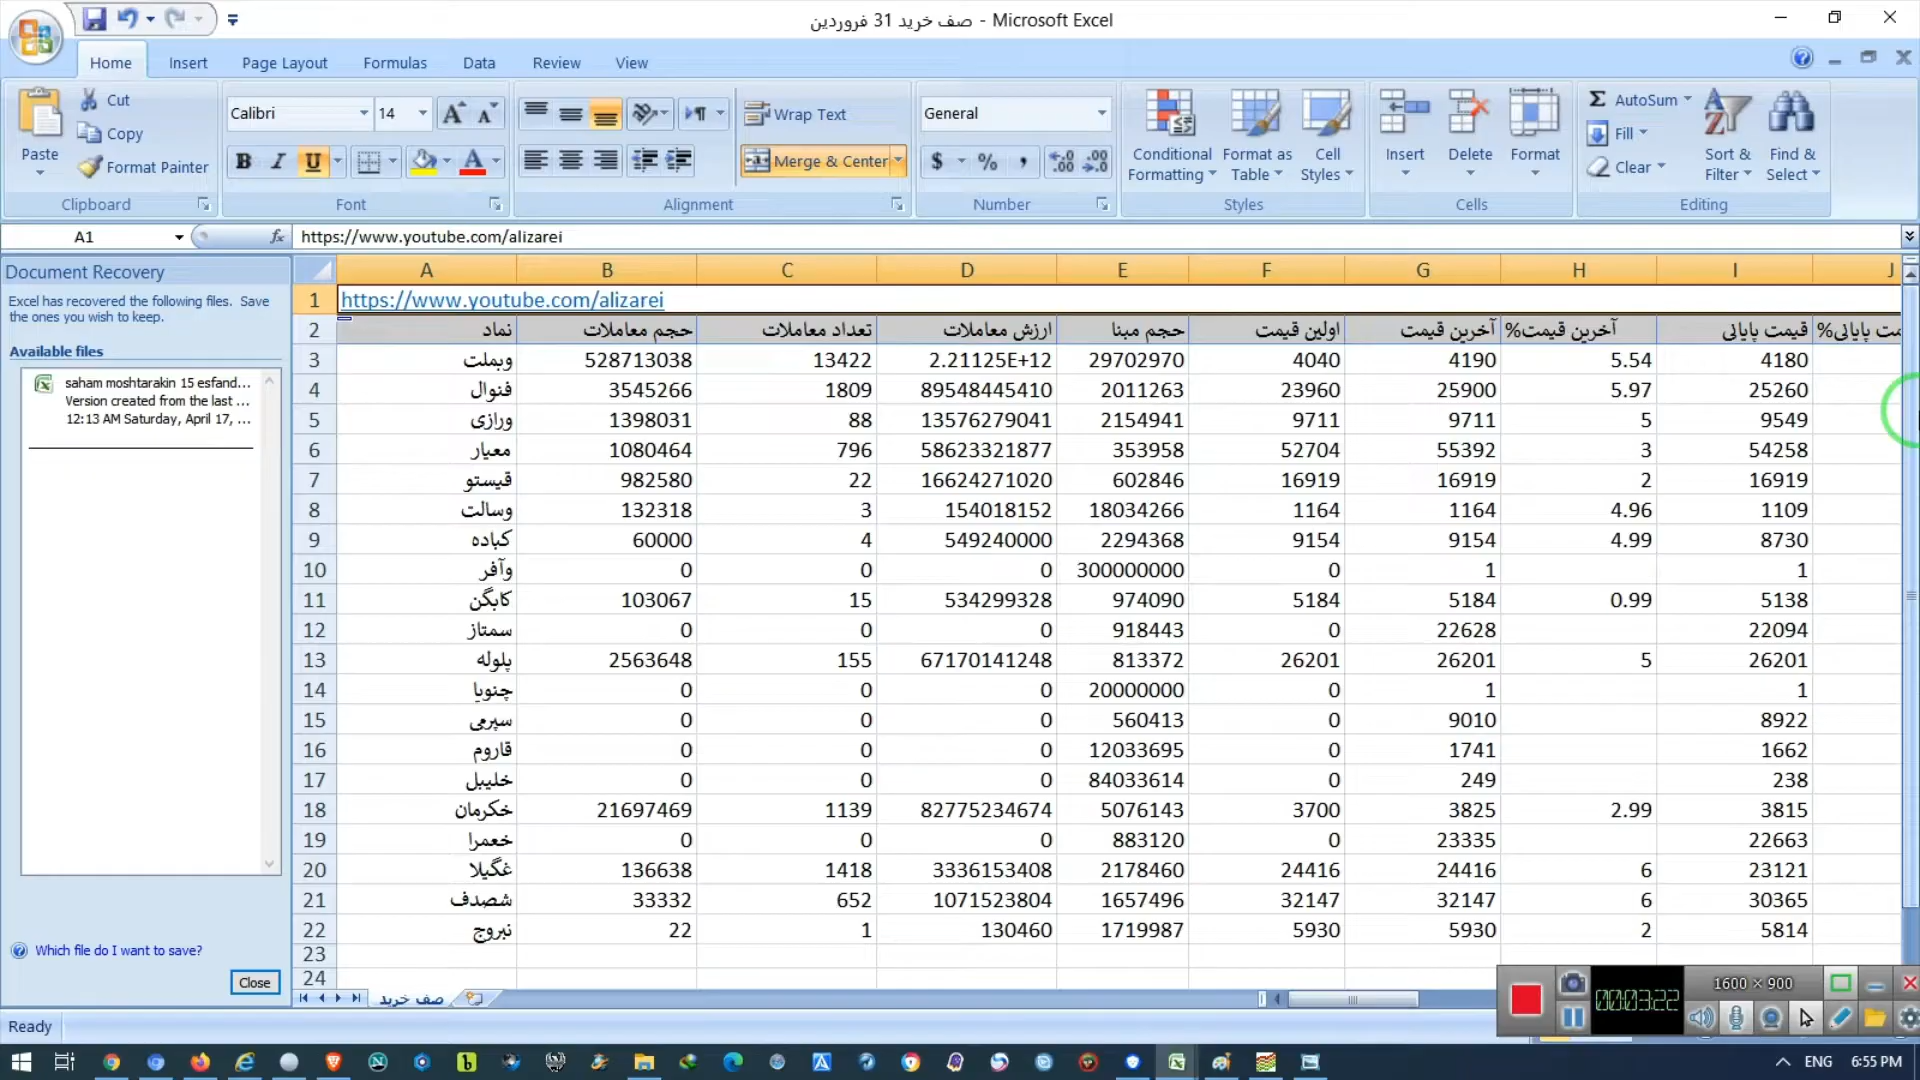 صف خرید 31 فروردین - Microsoft Excel
Home Insert Page Layout Formulas Data Review View
Paste
Cut
Copy
Format Painter
Clipboard
Calibri 14
B I U
Font
Wrap Text
Merge & Center
Alignment
General
$ % ,
Number
Conditional Formatting
Format as Table
Cell Styles
Styles
Insert
Delete
Format
Cells
Σ AutoSum
Fill
Clear
Sort & Filter
Find & Select
Editing
A1 fx https://www.youtube.com/alizarei
Document Recovery
Excel has recovered the following files. Save
the ones you wish to keep.
Available files
saham moshtarakin 15 esfand...
Version created from the last ...
12:13 AM Saturday, April 17, ...
Which file do I want to save?
Close
A B C D E F G H I J
1 https://www.youtube.com/alizarei
2 نماد حجم معاملات تعداد معاملات ارزش معاملات حجم مبنا اولین قیمت آخرین قیمت آخرین قیمت% قیمت پایانی مت پایانی%
3 وبملت 528713038 13422 2.21125E+12 29702970 4040 4190 5.54 4180
4 فنوال 3545266 1809 89548445410 2011263 23960 25900 5.97 25260
5 ورازی 1398031 88 13576279041 2154941 9711 9711 5 9549
6 معیار 1080464 796 58623321877 353958 52704 55392 3 54258
7 قیستو 982580 22 16624271020 602846 16919 16919 2 16919
8 وسالت 132318 3 154018152 18034266 1164 1164 4.96 1109
9 کباده 60000 4 549240000 2294368 9154 9154 4.99 8730
10 وآفر 0 0 0 300000000 0 1 1
11 کابگن 103067 15 534299328 974090 5184 5184 0.99 5138
12 سمتاز 0 0 0 918443 0 22628 22094
13 پلوله 2563648 155 67170141248 813372 26201 26201 5 26201
14 چنوپا 0 0 0 20000000 0 1 1
15 سپرمی 0 0 0 560413 0 9010 8922
16 قاروم 0 0 0 12033695 0 1741 1662
17 خلیبل 0 0 0 84033614 0 249 238
18 خکرمان 21697469 1139 82775234674 5076143 3700 3825 2.99 3815
19 خعمرا 0 0 0 883120 0 23335 22663
20 غگیلا 136638 1418 3336153408 2178460 24416 24416 6 23121
21 شصدف 33332 652 1071523804 1657496 32147 32147 6 30365
22 نبروج 22 1 130460 1719987 5930 5930 2 5814
23
24
صف خرید
1600 × 900
00:03:22
Ready
ENG 6:55 PM